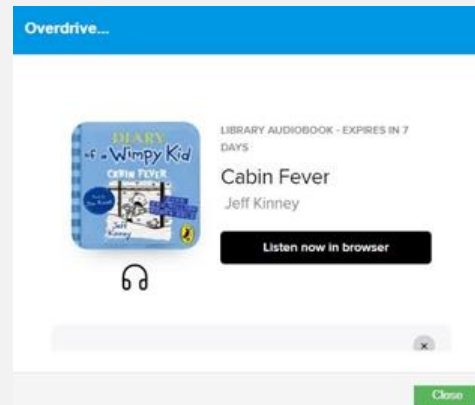 Overdrive...
LIBRARY AUDIOBOOK - EXPIRES IN 7
DAYS
Cabin Fever
Jeff Kinney
Listen now in browser
DIARY
of a Wimpy Kid
CABIN FEVER
Jeff
Kinney
Close